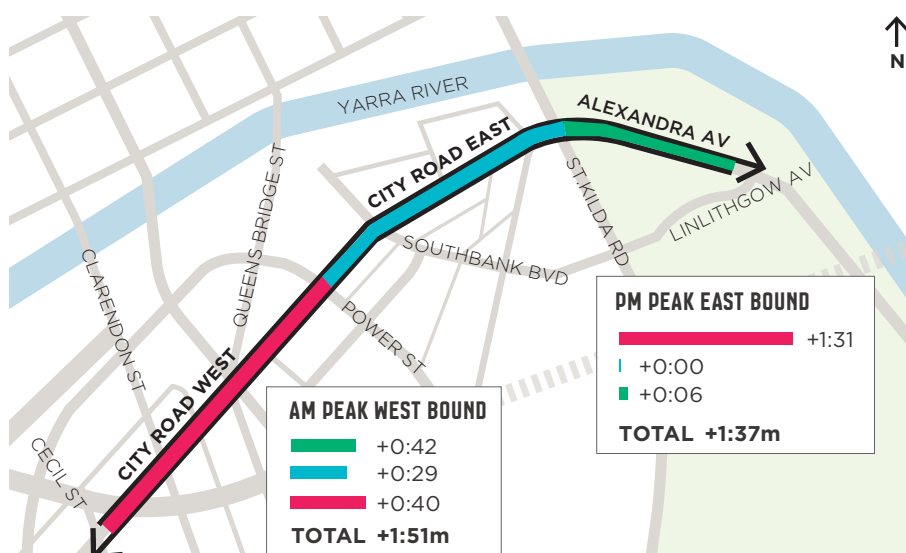 N
YARRA RIVER
ALEXANDRA AV
CITY ROAD EAST
QUEENS BRIDGE ST
ST KILDA RD
LINLITHGOW AV
SOUTHBANK BVD
CLARENDON ST
POWER ST
CITY ROAD WEST
CECIL ST
PM PEAK EAST BOUND
+1:31
+0:00
+0:06
TOTAL +1:37m
AM PEAK WEST BOUND
+0:42
+0:29
+0:40
TOTAL +1:51m